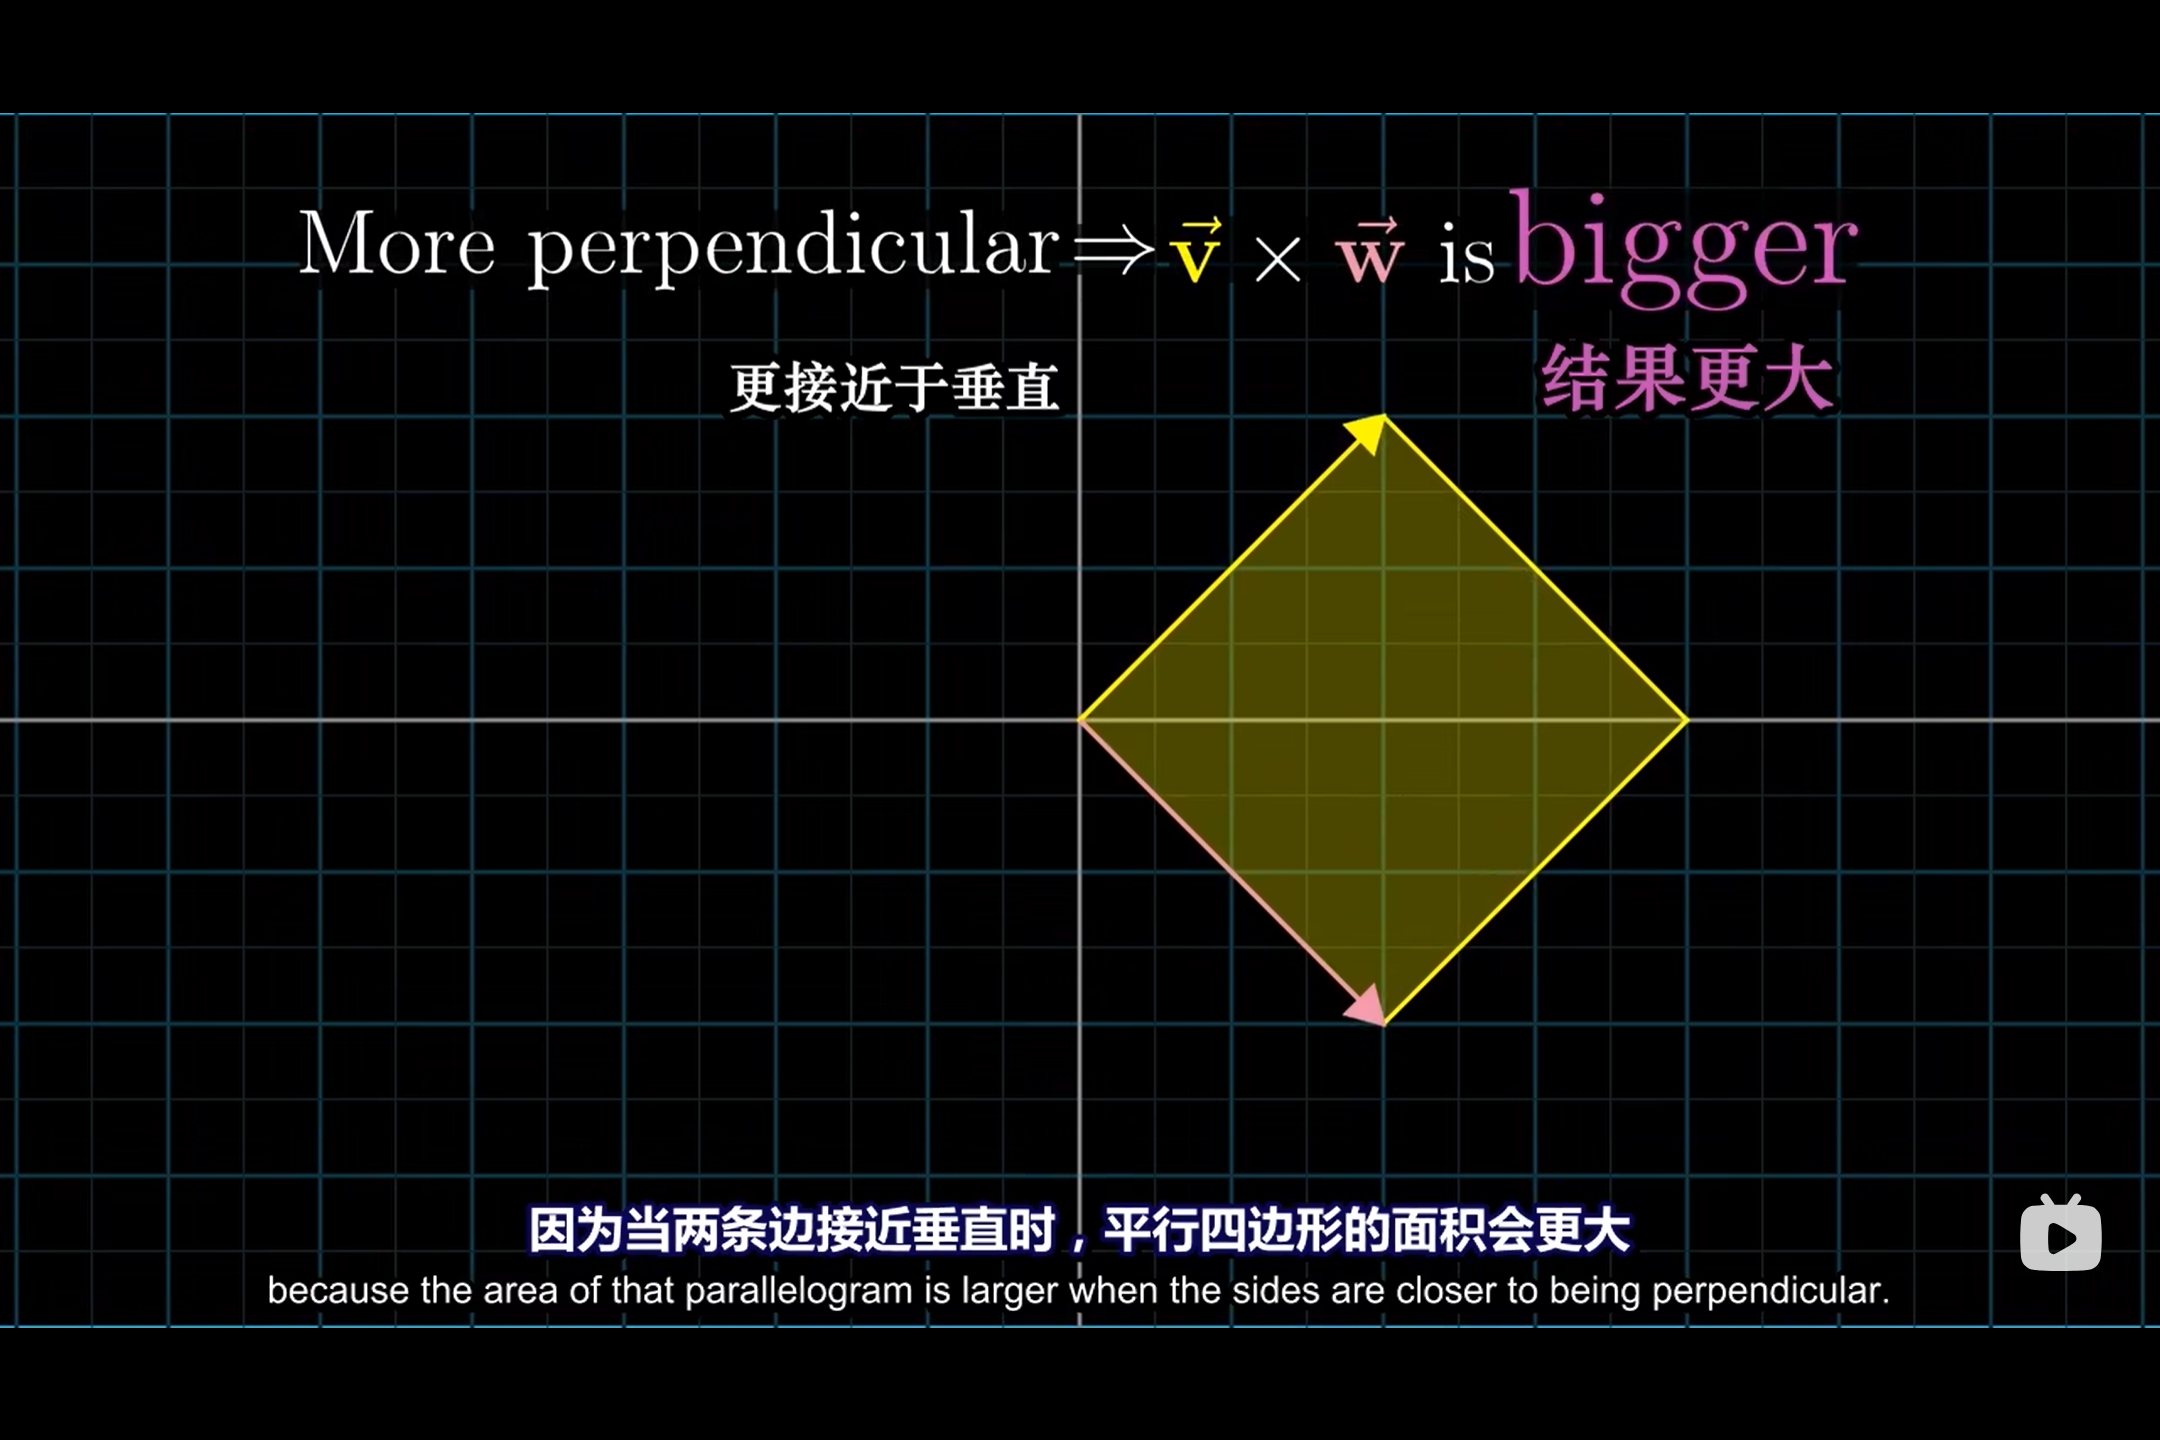 More perpendicular ⇒ v⃗ × w⃗ is bigger
更接近于垂直 结果更大
因为当两条边接近垂直时，平行四边形的面积会更大
because the area of that parallelogram is larger when the sides are closer to being perpendicular.